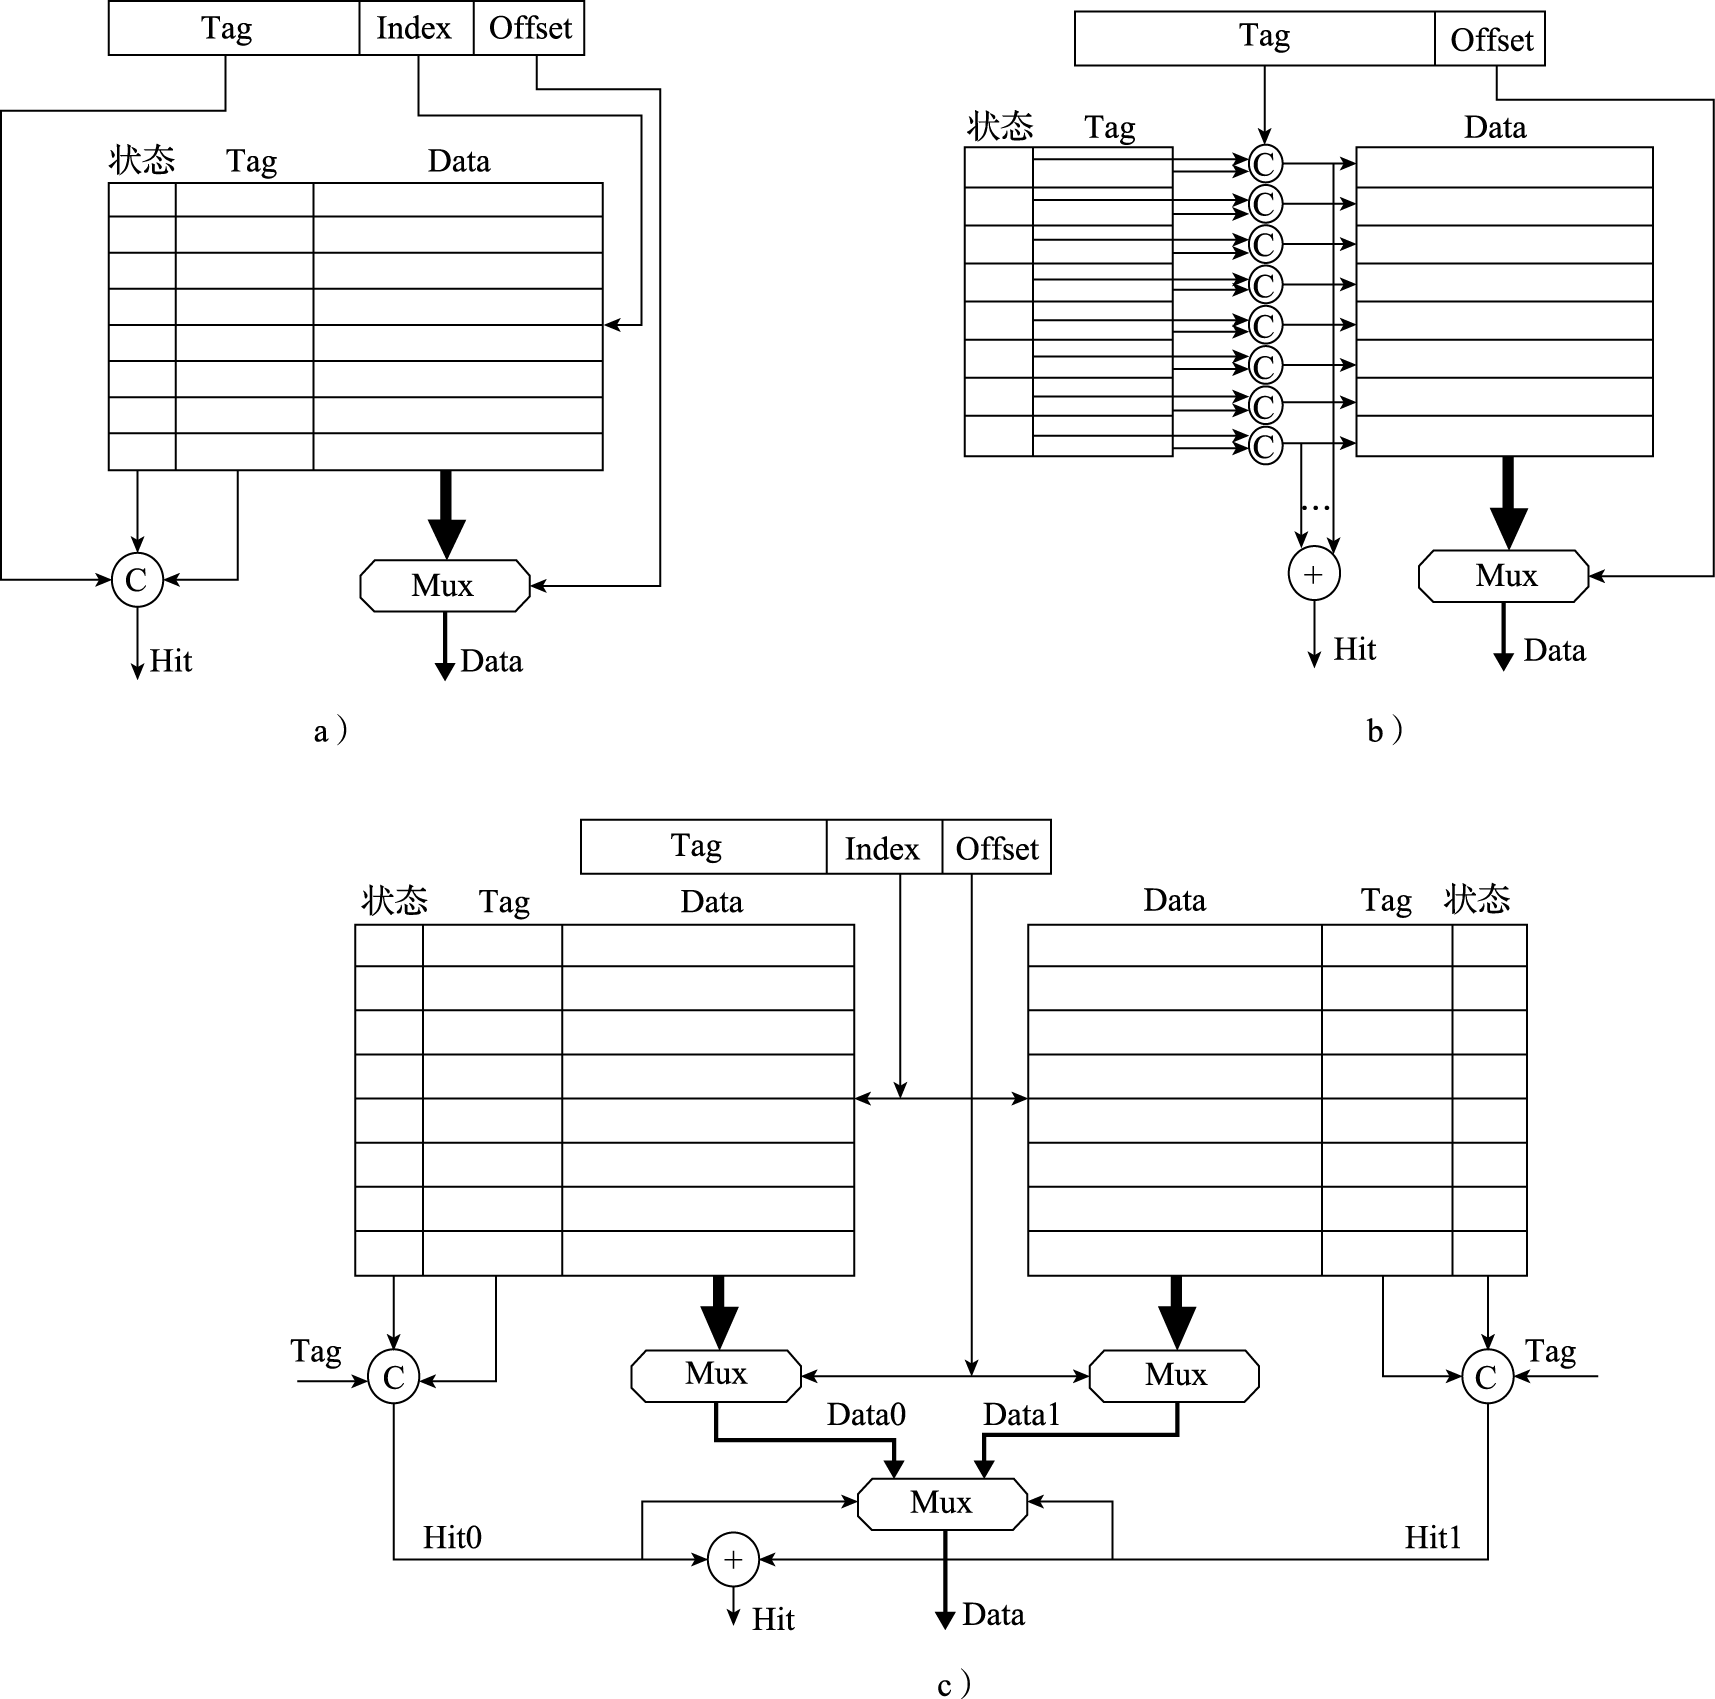 Tag Index Offset
状态 Tag Data
C
Mux
Hit
Data
a）
Tag Offset
状态 Tag Data
C
C
C
C
C
C
C
C
…
+
Mux
Hit
Data
b）
Tag Index Offset
状态 Tag Data
Data Tag 状态
Tag C Mux Mux C Tag
Data0 Data1
Mux
Hit0 + Hit1
Hit Data
c）